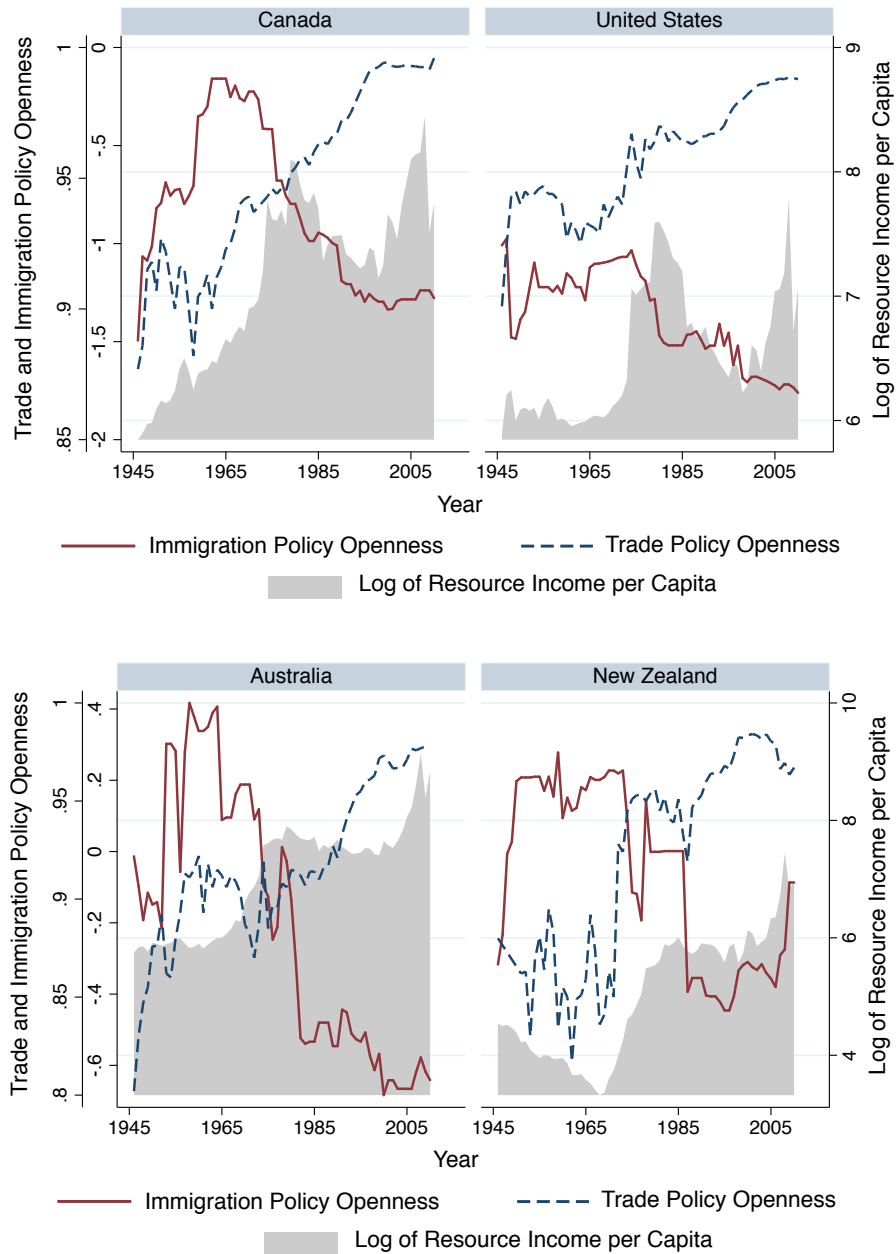 Canada
United States
Trade and Immigration Policy Openness
1
.95
.9
.85
0
-.5
-1
-1.5
-2
9
8
7
6
Log of Resource Income per Capita
1945 1965 1985 2005 1945 1965 1985 2005
Year
Immigration Policy Openness Trade Policy Openness
Log of Resource Income per Capita
Australia
New Zealand
Trade and Immigration Policy Openness
1
.95
.9
.85
.8
.4
.2
0
-.2
-.4
-.6
10
8
6
4
Log of Resource Income per Capita
1945 1965 1985 2005 1945 1965 1985 2005
Year
Immigration Policy Openness Trade Policy Openness
Log of Resource Income per Capita